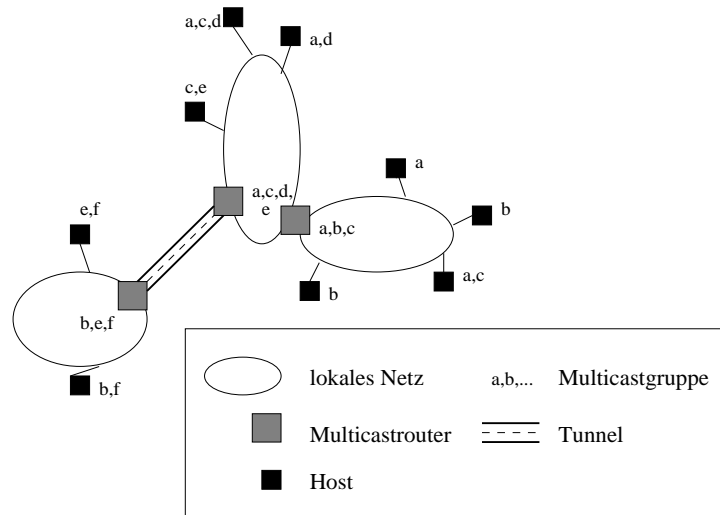 a,c,d
a,d
c,e
a
a,c,d,
e
e,f
b
a,b,c
a,c
b
b,e,f
b,f
lokales Netz
a,b,...
Multicastgruppe
Multicastrouter
Tunnel
Host